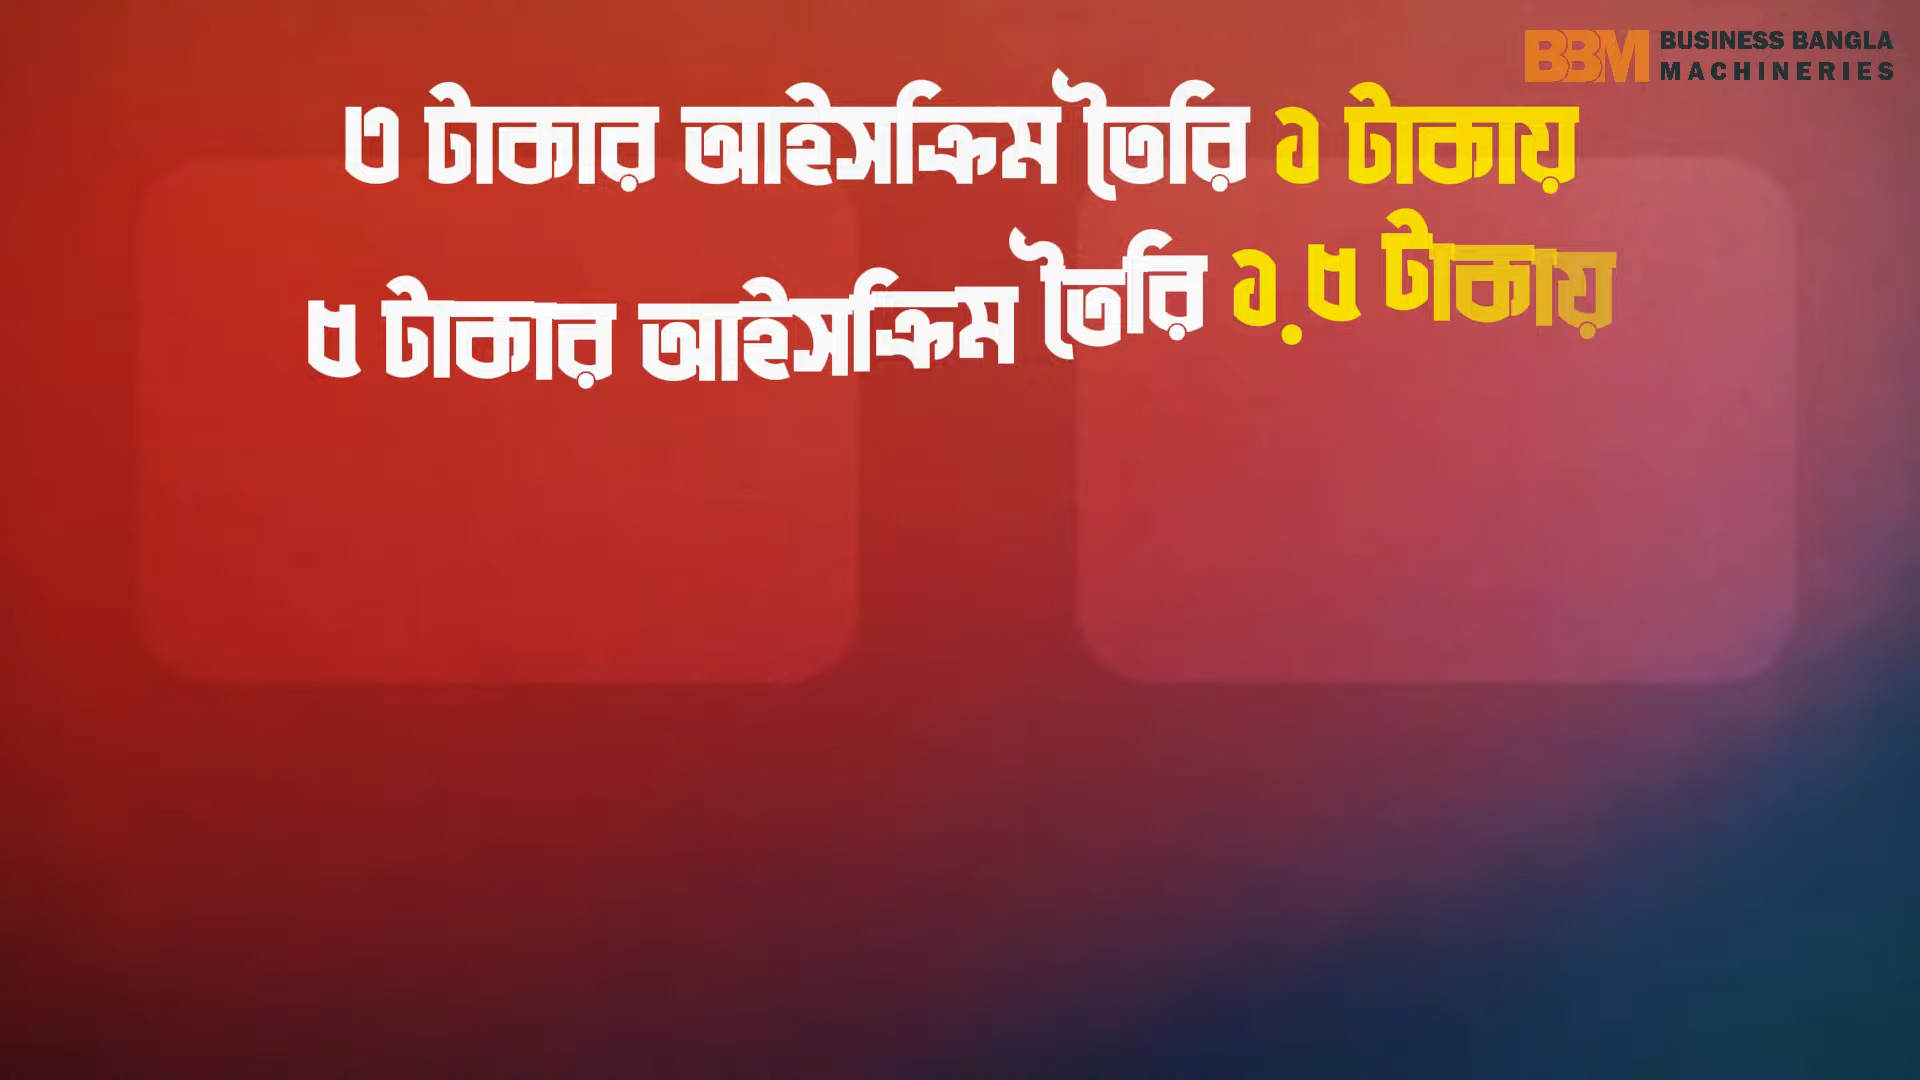 BBM BUSINESS BANGLA
MACHINERIES
৩ টাকার আইসক্রিম তৈরি ১ টাকায়
৫ টাকার আইসক্রিম তৈরি ১.৫ টাকায়